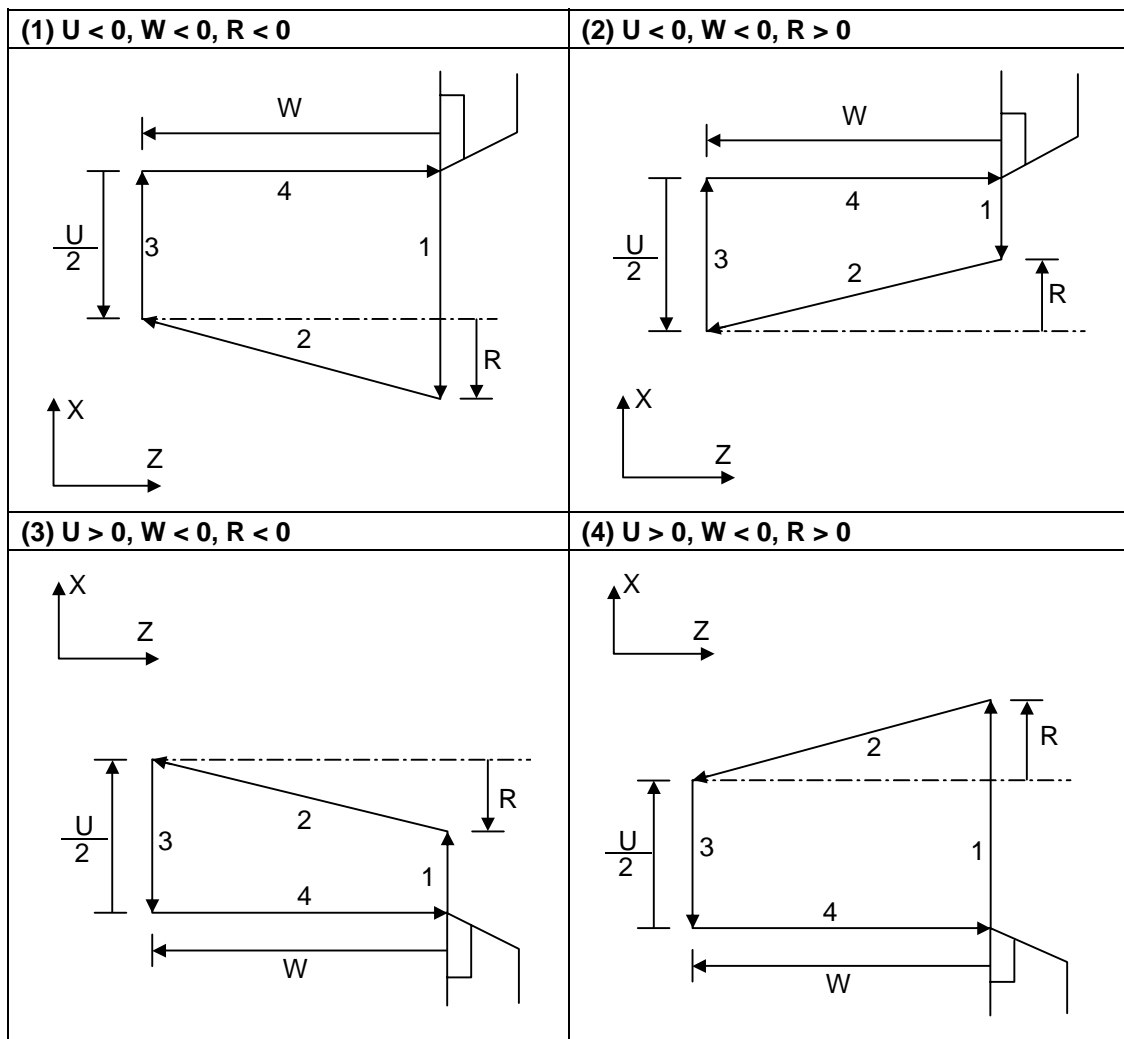 (1) U < 0, W < 0, R < 0
W
4
U
2
3
1
2
R
X
Z
(2) U < 0, W < 0, R > 0
W
4
1
U
2
3
2
R
X
Z
(3) U > 0, W < 0, R < 0
X
Z
R
2
U
2
3
1
4
W
(4) U > 0, W < 0, R > 0
X
Z
R
2
U
2
3
1
4
W